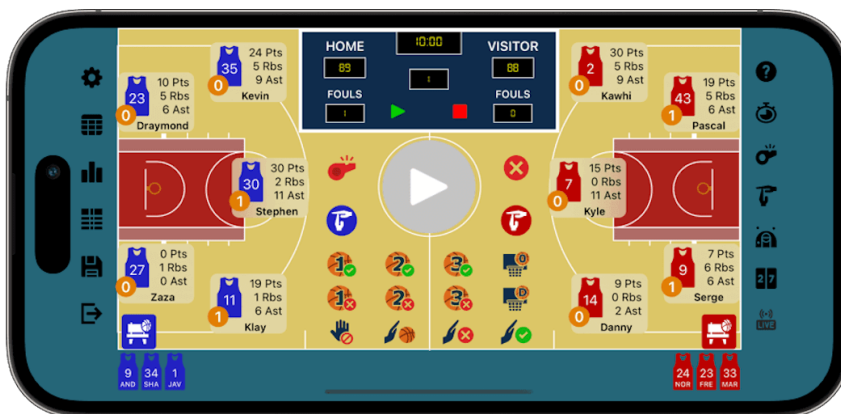 HOME
10:00
VISITOR
89
1
88
FOULS
FOULS
1
0
35
0
24 Pts
5 Rbs
9 Ast
Kevin
23
0
10 Pts
5 Rbs
6 Ast
Draymond
30
1
30 Pts
2 Rbs
11 Ast
Stephen
27
0
0 Pts
1 Rbs
0 Ast
Zaza
11
1
19 Pts
1 Rbs
6 Ast
Klay
2
0
30 Pts
5 Rbs
9 Ast
Kawhi
43
1
19 Pts
5 Rbs
6 Ast
Pascal
7
0
15 Pts
0 Rbs
11 Ast
Kyle
9
1
7 Pts
6 Rbs
6 Ast
Serge
14
0
9 Pts
0 Rbs
2 Ast
Danny
1
2
3
O
1
2
3
D
?
2 7
LIVE
9
AND
34
SHA
1
JAV
24
NOR
23
FRE
33
MAR